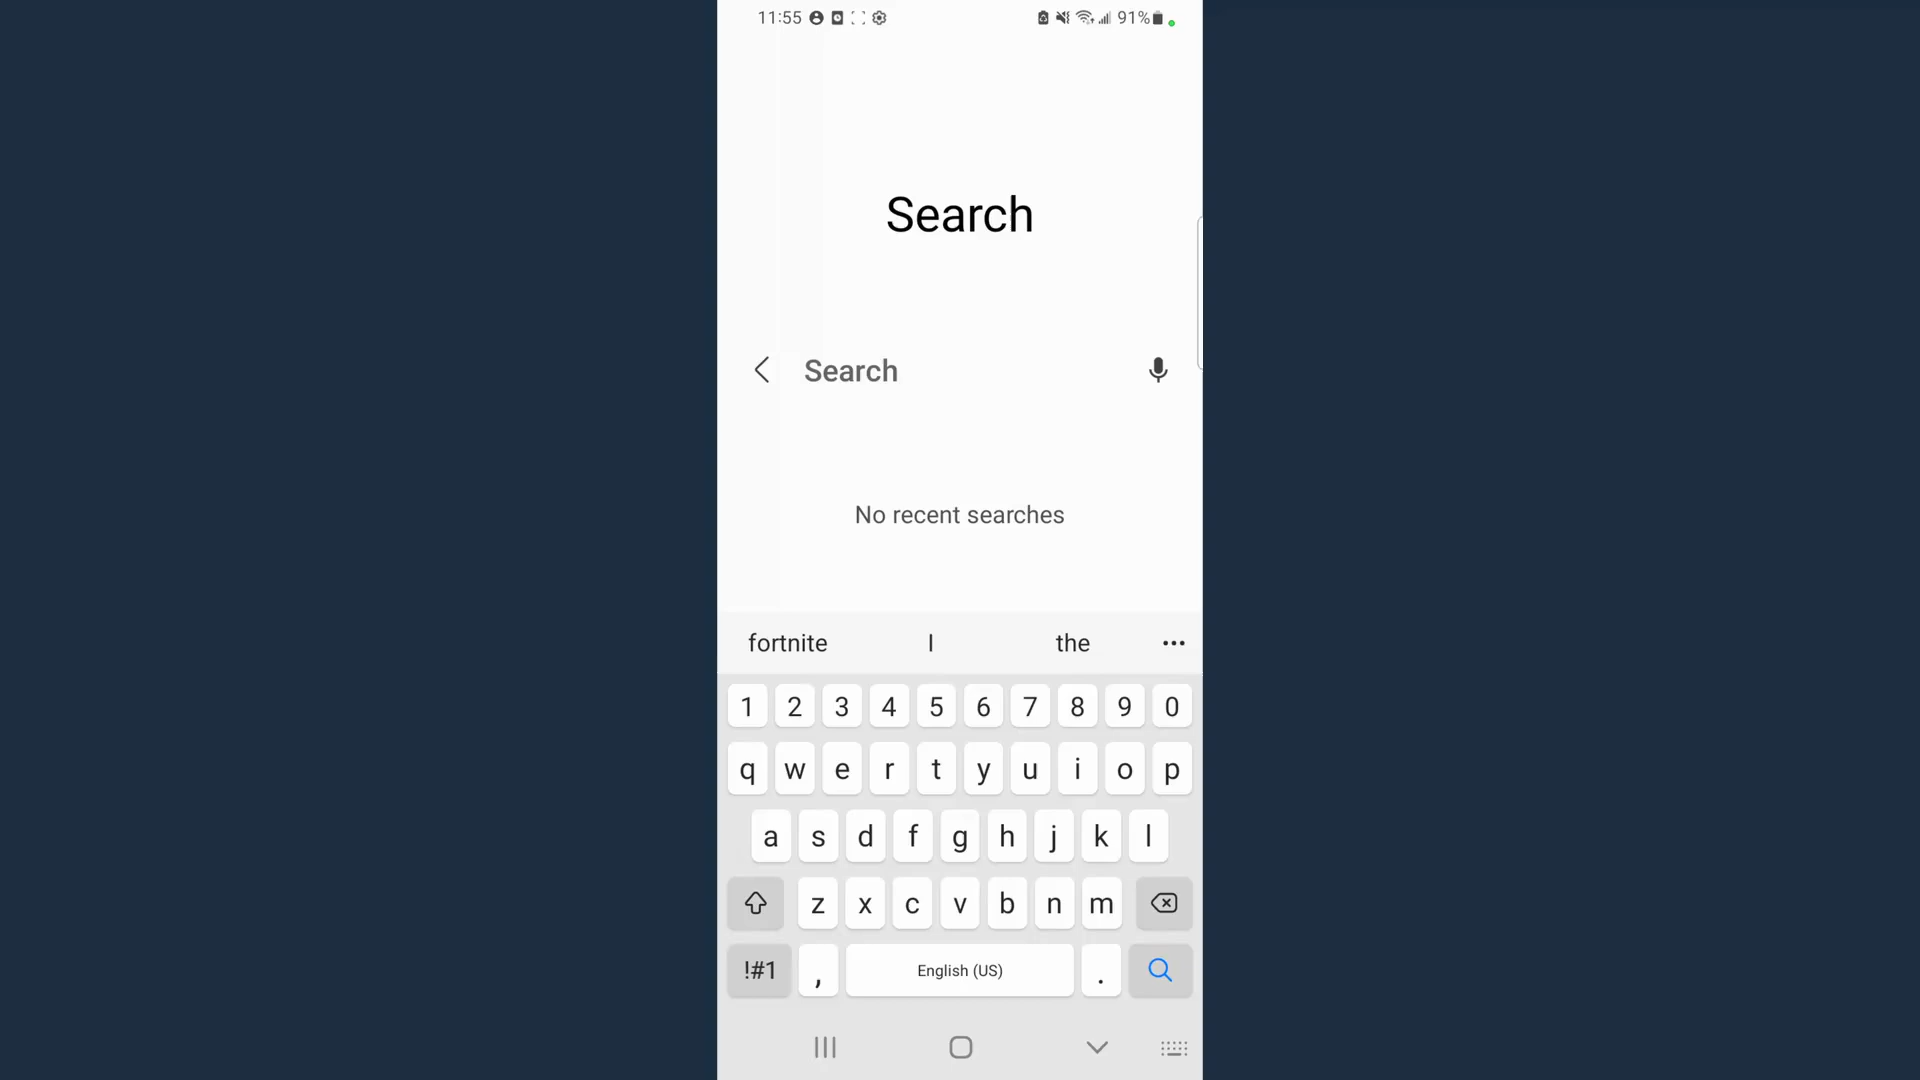 11:55
91%
Search
Search
No recent searches
fortnite I the
1 2 3 4 5 6 7 8 9 0
q w e r t y u i o p
a s d f g h j k l
z x c v b n m
!#1 , English (US) .